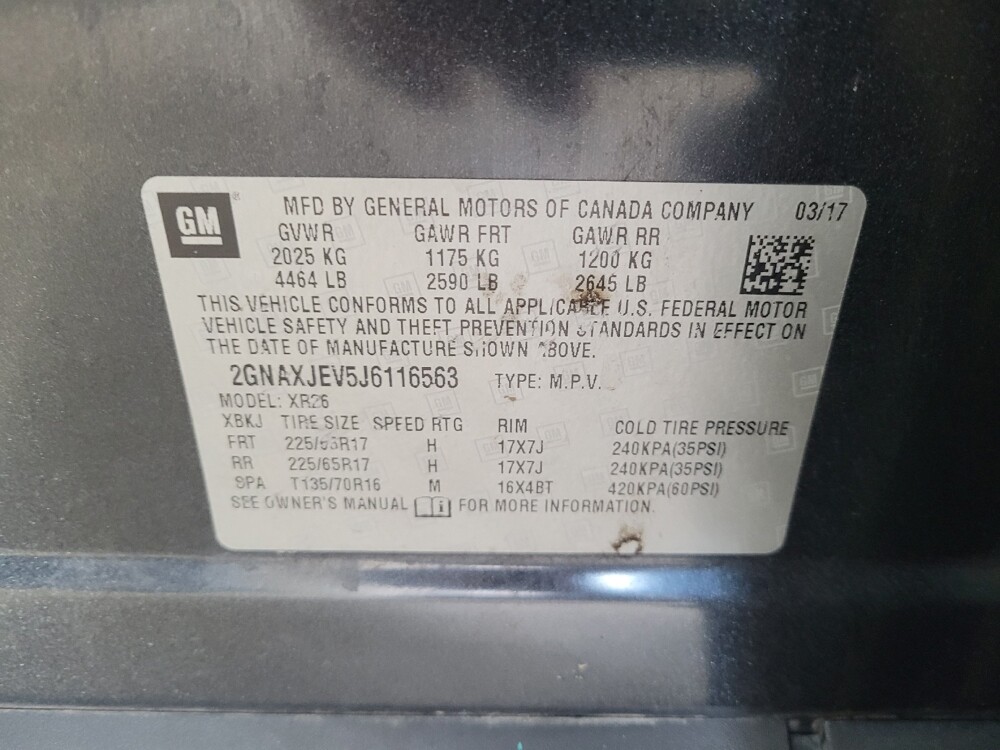 GM ®
MFD BY GENERAL MOTORS OF CANADA COMPANY 03/17
GVWR GAWR FRT GAWR RR
2025 KG 1175 KG 1200 KG
4464 LB 2590 LB 2645 LB
THIS VEHICLE CONFORMS TO ALL APPLICABLE U.S. FEDERAL MOTOR
VEHICLE SAFETY AND THEFT PREVENTION STANDARDS IN EFFECT ON
THE DATE OF MANUFACTURE SHOWN ABOVE.
2GNAXJEV5J6116563 TYPE: M.P.V.
MODEL: XR26
XBKJ TIRE SIZE SPEED RTG RIM COLD TIRE PRESSURE
FRT 225/65R17 H 17X7J 240KPA(35PSI)
RR 225/65R17 H 17X7J 240KPA(35PSI)
SPA T135/70R16 M 16X4BT 420KPA(60PSI)
SEE OWNER'S MANUAL i FOR MORE INFORMATION.